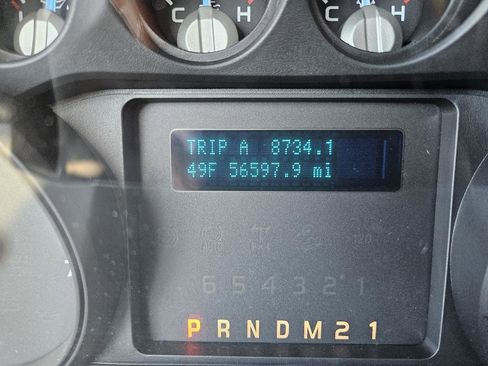 C H C H
TRIP A 8734.1
49F 56597.9 mi
6 5 4 3 2 1
P R N D M 2 1